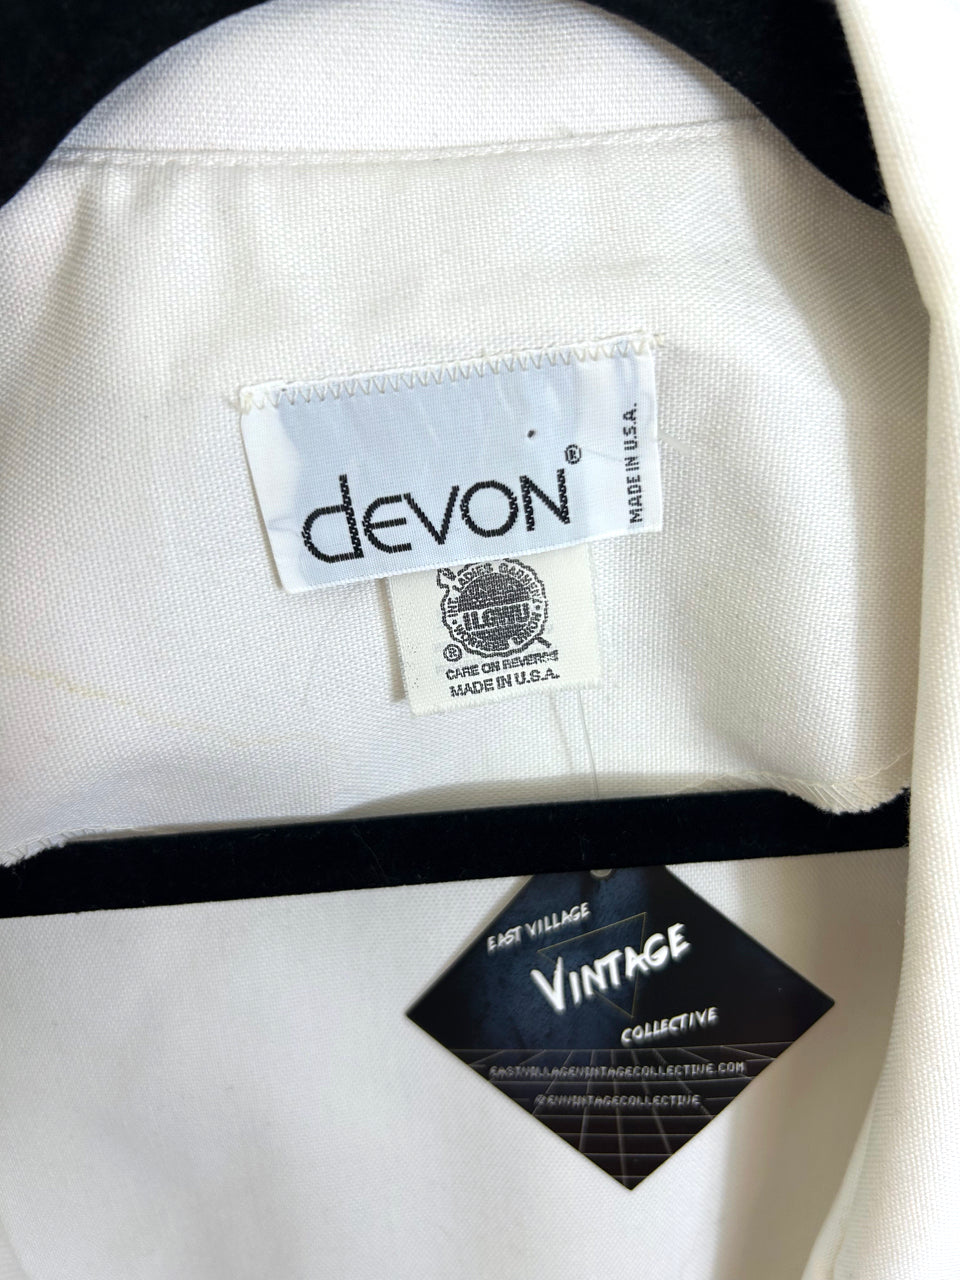 devon®
MADE IN U.S.A.
INT. LADIES GARMENT WORKERS UNION
ILGWU
®
CARE ON REVERSE
MADE IN U.S.A.
EAST VILLAGE
VINTAGE
COLLECTIVE
EASTVILLAGEVINTAGECOLLECTIVE.COM
@EVVINTAGECOLLECTIVE